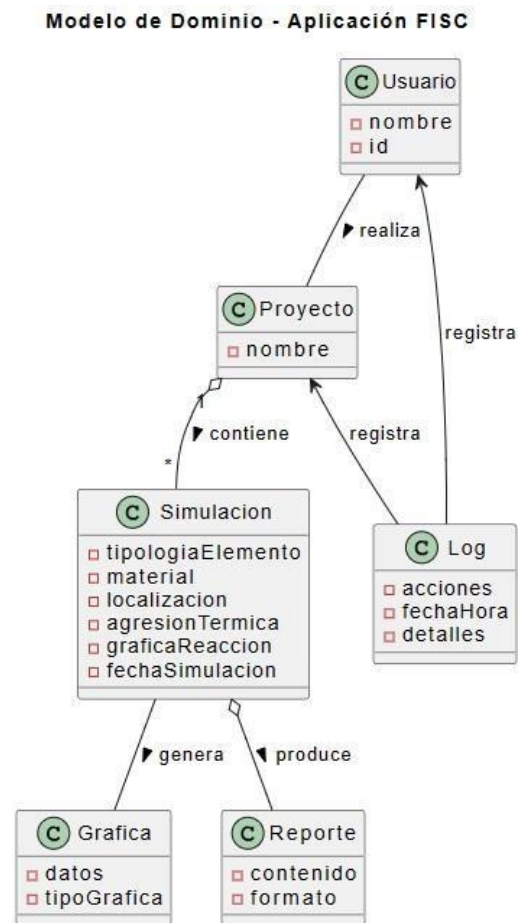 Modelo de Dominio - Aplicación FISC
C Usuario
nombre
id
realiza
C Proyecto
nombre
registra
1
contiene
registra
*
C Simulacion
tipologiaElemento
material
localizacion
agresionTermica
graficaReaccion
fechaSimulacion
C Log
acciones
fechaHora
detalles
genera
produce
C Grafica
datos
tipoGrafica
C Reporte
contenido
formato